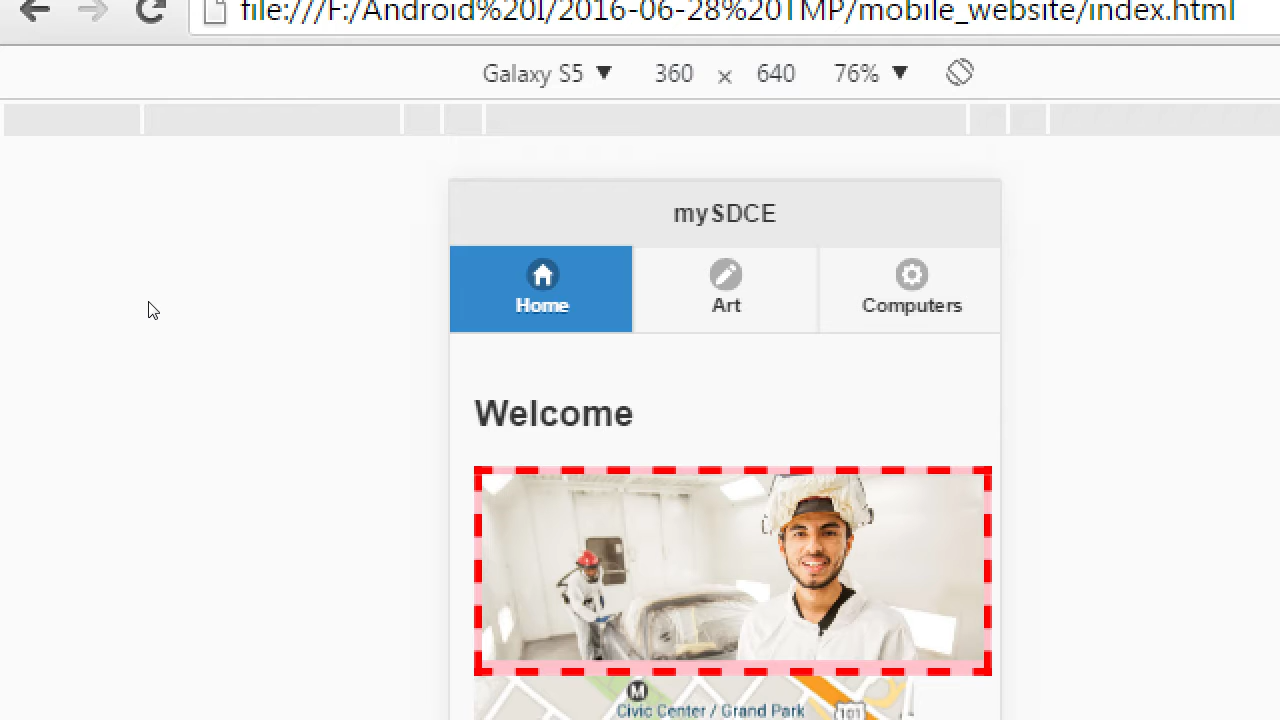 file:///F:/Android%20I/2016-06-28%20TMP/mobile_website/index.html
Galaxy S5 ▼ 360 x 640 76% ▼
mySDCE
Home Art Computers
Welcome
M
Civic Center / Grand Park
101